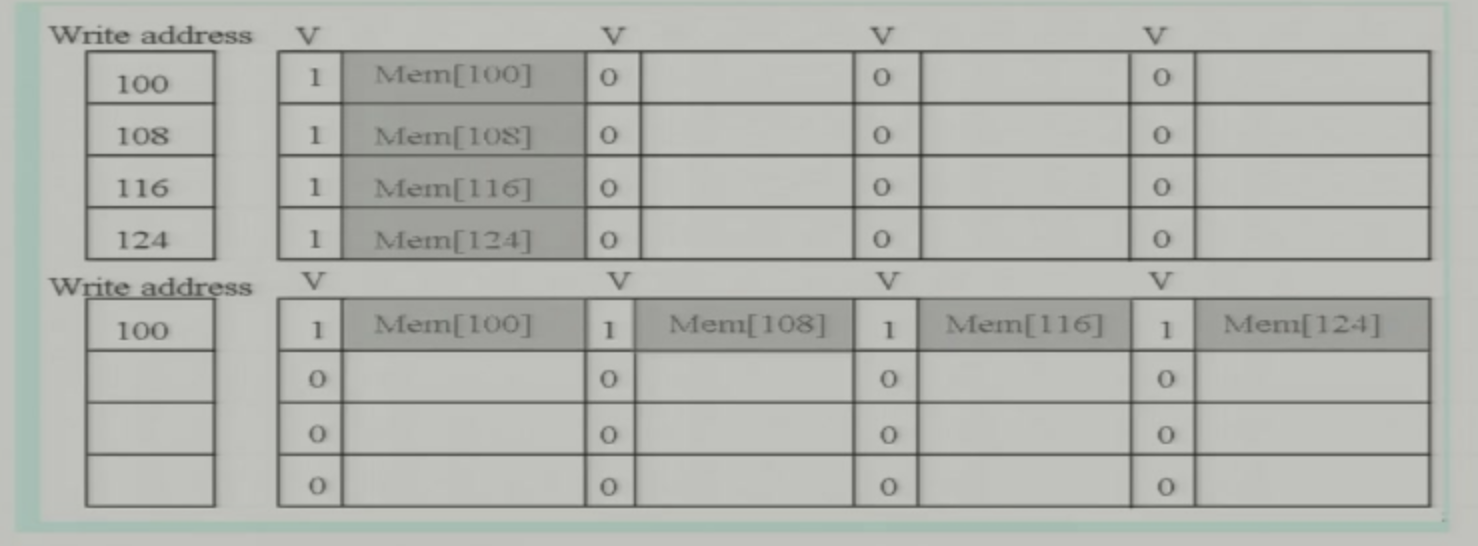 Write address V V V V
100 1 Mem[100] 0 0 0
108 1 Mem[108] 0 0 0
116 1 Mem[116] 0 0 0
124 1 Mem[124] 0 0 0
Write address V V V V
100 1 Mem[100] 1 Mem[108] 1 Mem[116] 1 Mem[124]
0 0 0 0
0 0 0 0
0 0 0 0